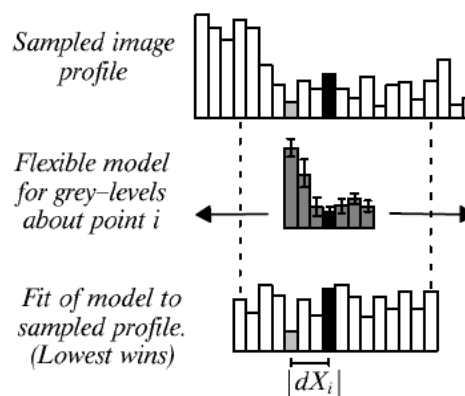 Sampled image
profile
Flexible model
for grey–levels
about point i
Fit of model to
sampled profile.
(Lowest wins)
|dXᵢ|